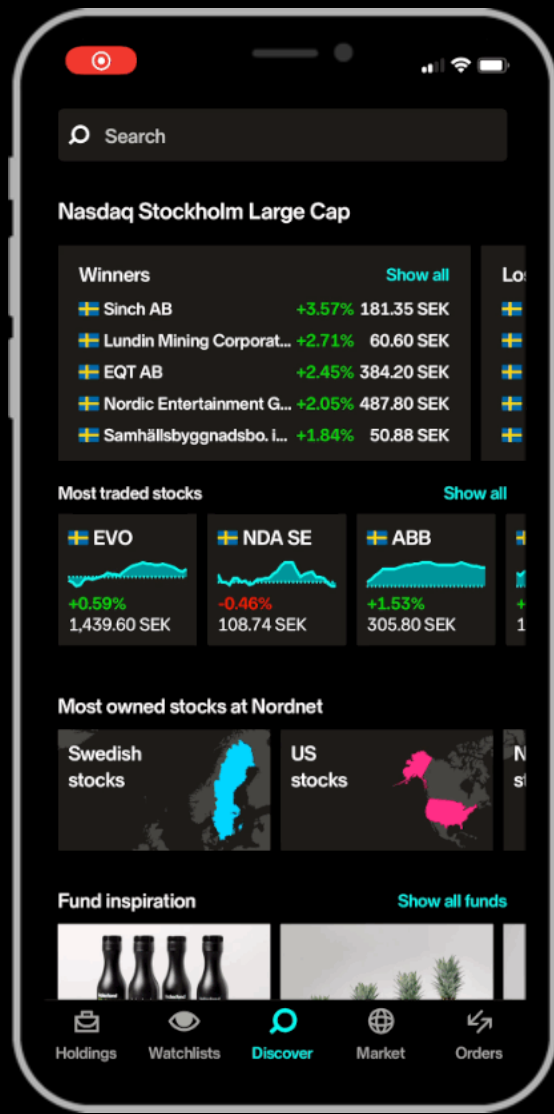 Search
Nasdaq Stockholm Large Cap
Winners Show all
Sinch AB +3.57% 181.35 SEK
Lundin Mining Corporat... +2.71% 60.60 SEK
EQT AB +2.45% 384.20 SEK
Nordic Entertainment G... +2.05% 487.80 SEK
Samhällsbyggnadsbo. i... +1.84% 50.88 SEK
Most traded stocks Show all
EVO
+0.59%
1,439.60 SEK
NDA SE
-0.46%
108.74 SEK
ABB
+1.53%
305.80 SEK
Most owned stocks at Nordnet
Swedish
stocks
US
stocks
Fund inspiration Show all funds
Holdings Watchlists Discover Market Orders